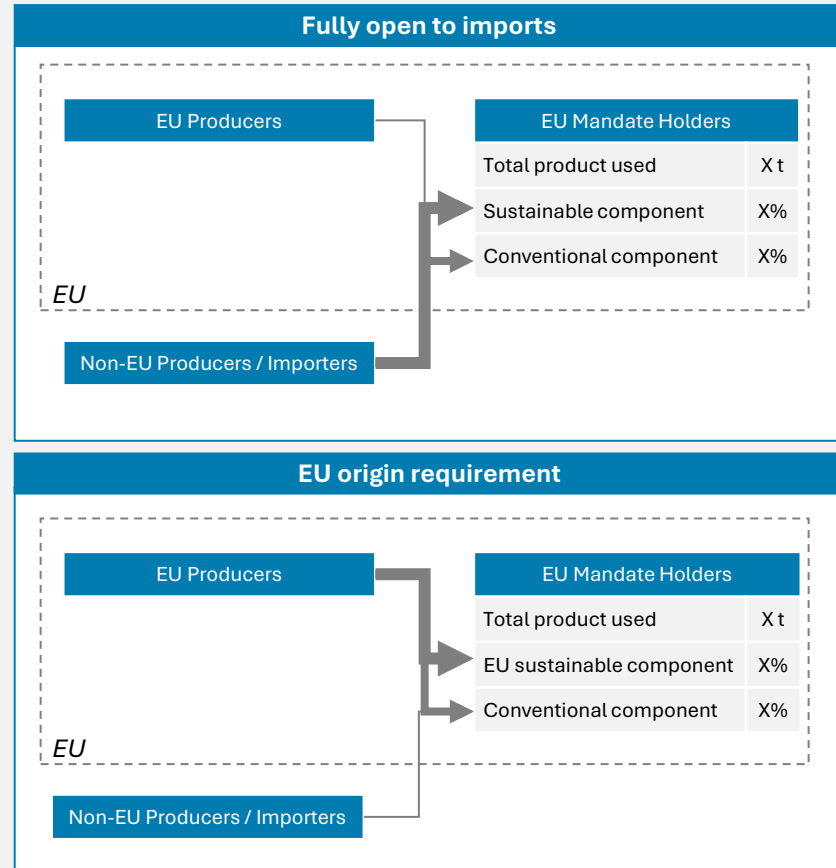 Fully open to imports
EU Producers
EU Mandate Holders
Total product used X t
Sustainable component X%
Conventional component X%
EU
Non-EU Producers / Importers
EU origin requirement
EU Producers
EU Mandate Holders
Total product used X t
EU sustainable component X%
Conventional component X%
EU
Non-EU Producers / Importers